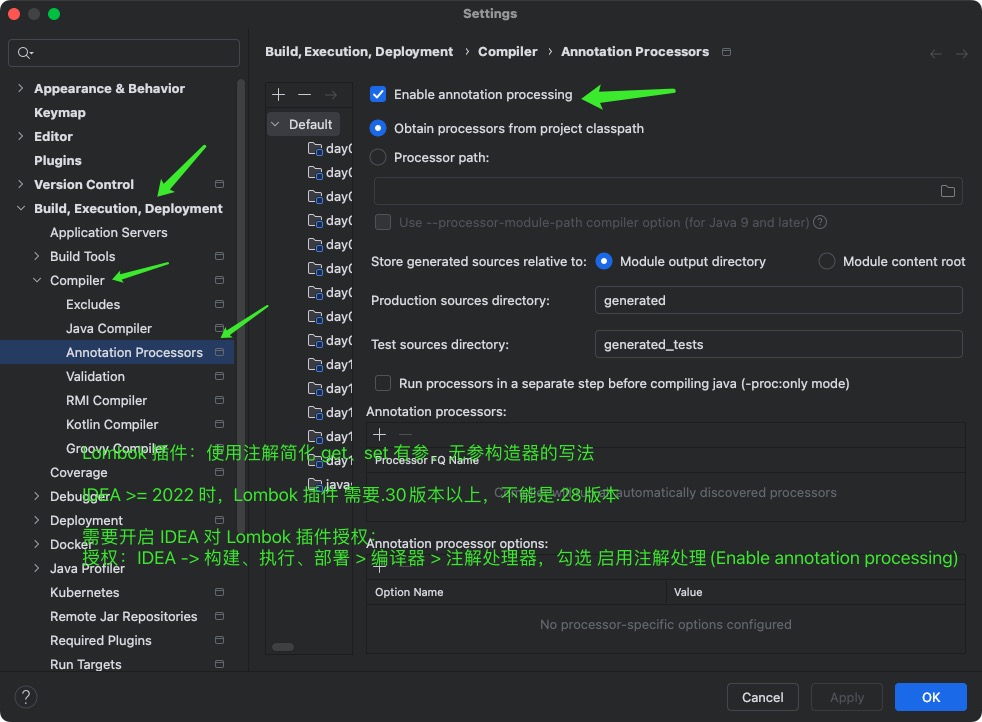 Settings
Build, Execution, Deployment › Compiler › Annotation Processors
Appearance & Behavior
Keymap
Editor
Plugins
Version Control
Build, Execution, Deployment
Application Servers
Build Tools
Compiler
Excludes
Java Compiler
Annotation Processors
Validation
RMI Compiler
Kotlin Compiler
Groovy Compiler
Coverage
Debugger
Deployment
Docker
Java Profiler
Kubernetes
Remote Jar Repositories
Required Plugins
Run Targets
Default
day0
day0
day0
day0
day0
day0
day0
day0
day0
day1
day1
day1
day1
day1
java
Enable annotation processing
Obtain processors from project classpath
Processor path:
Use --processor-module-path compiler option (for Java 9 and later)
Store generated sources relative to:
Module output directory
Module content root
Production sources directory:
generated
Test sources directory:
generated_tests
Run processors in a separate step before compiling java (-proc:only mode)
Annotation processors:
Processor FQ Name
automatically discovered processors
Annotation processor options:
Option Name
Value
No processor-specific options configured
Lombok 插件：使用注解简化 get，set 有参，无参构造器的写法
IDEA >= 2022 时，Lombok 插件 需要.30版本以上，不能是.28版本
需要开启 IDEA 对 Lombok 插件授权；
授权：IDEA -> 构建、执行、部署 > 编译器 > 注解处理器，勾选 启用注解处理 (Enable annotation processing)
?
Cancel
Apply
OK